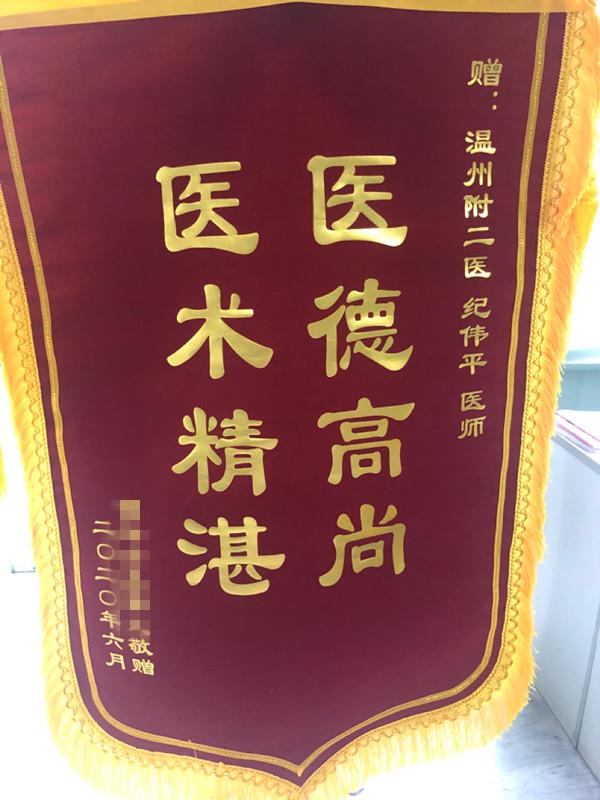 赠：温州附二医 纪伟平 医师
医德高尚
医术精湛
敬赠
二〇二〇年六月